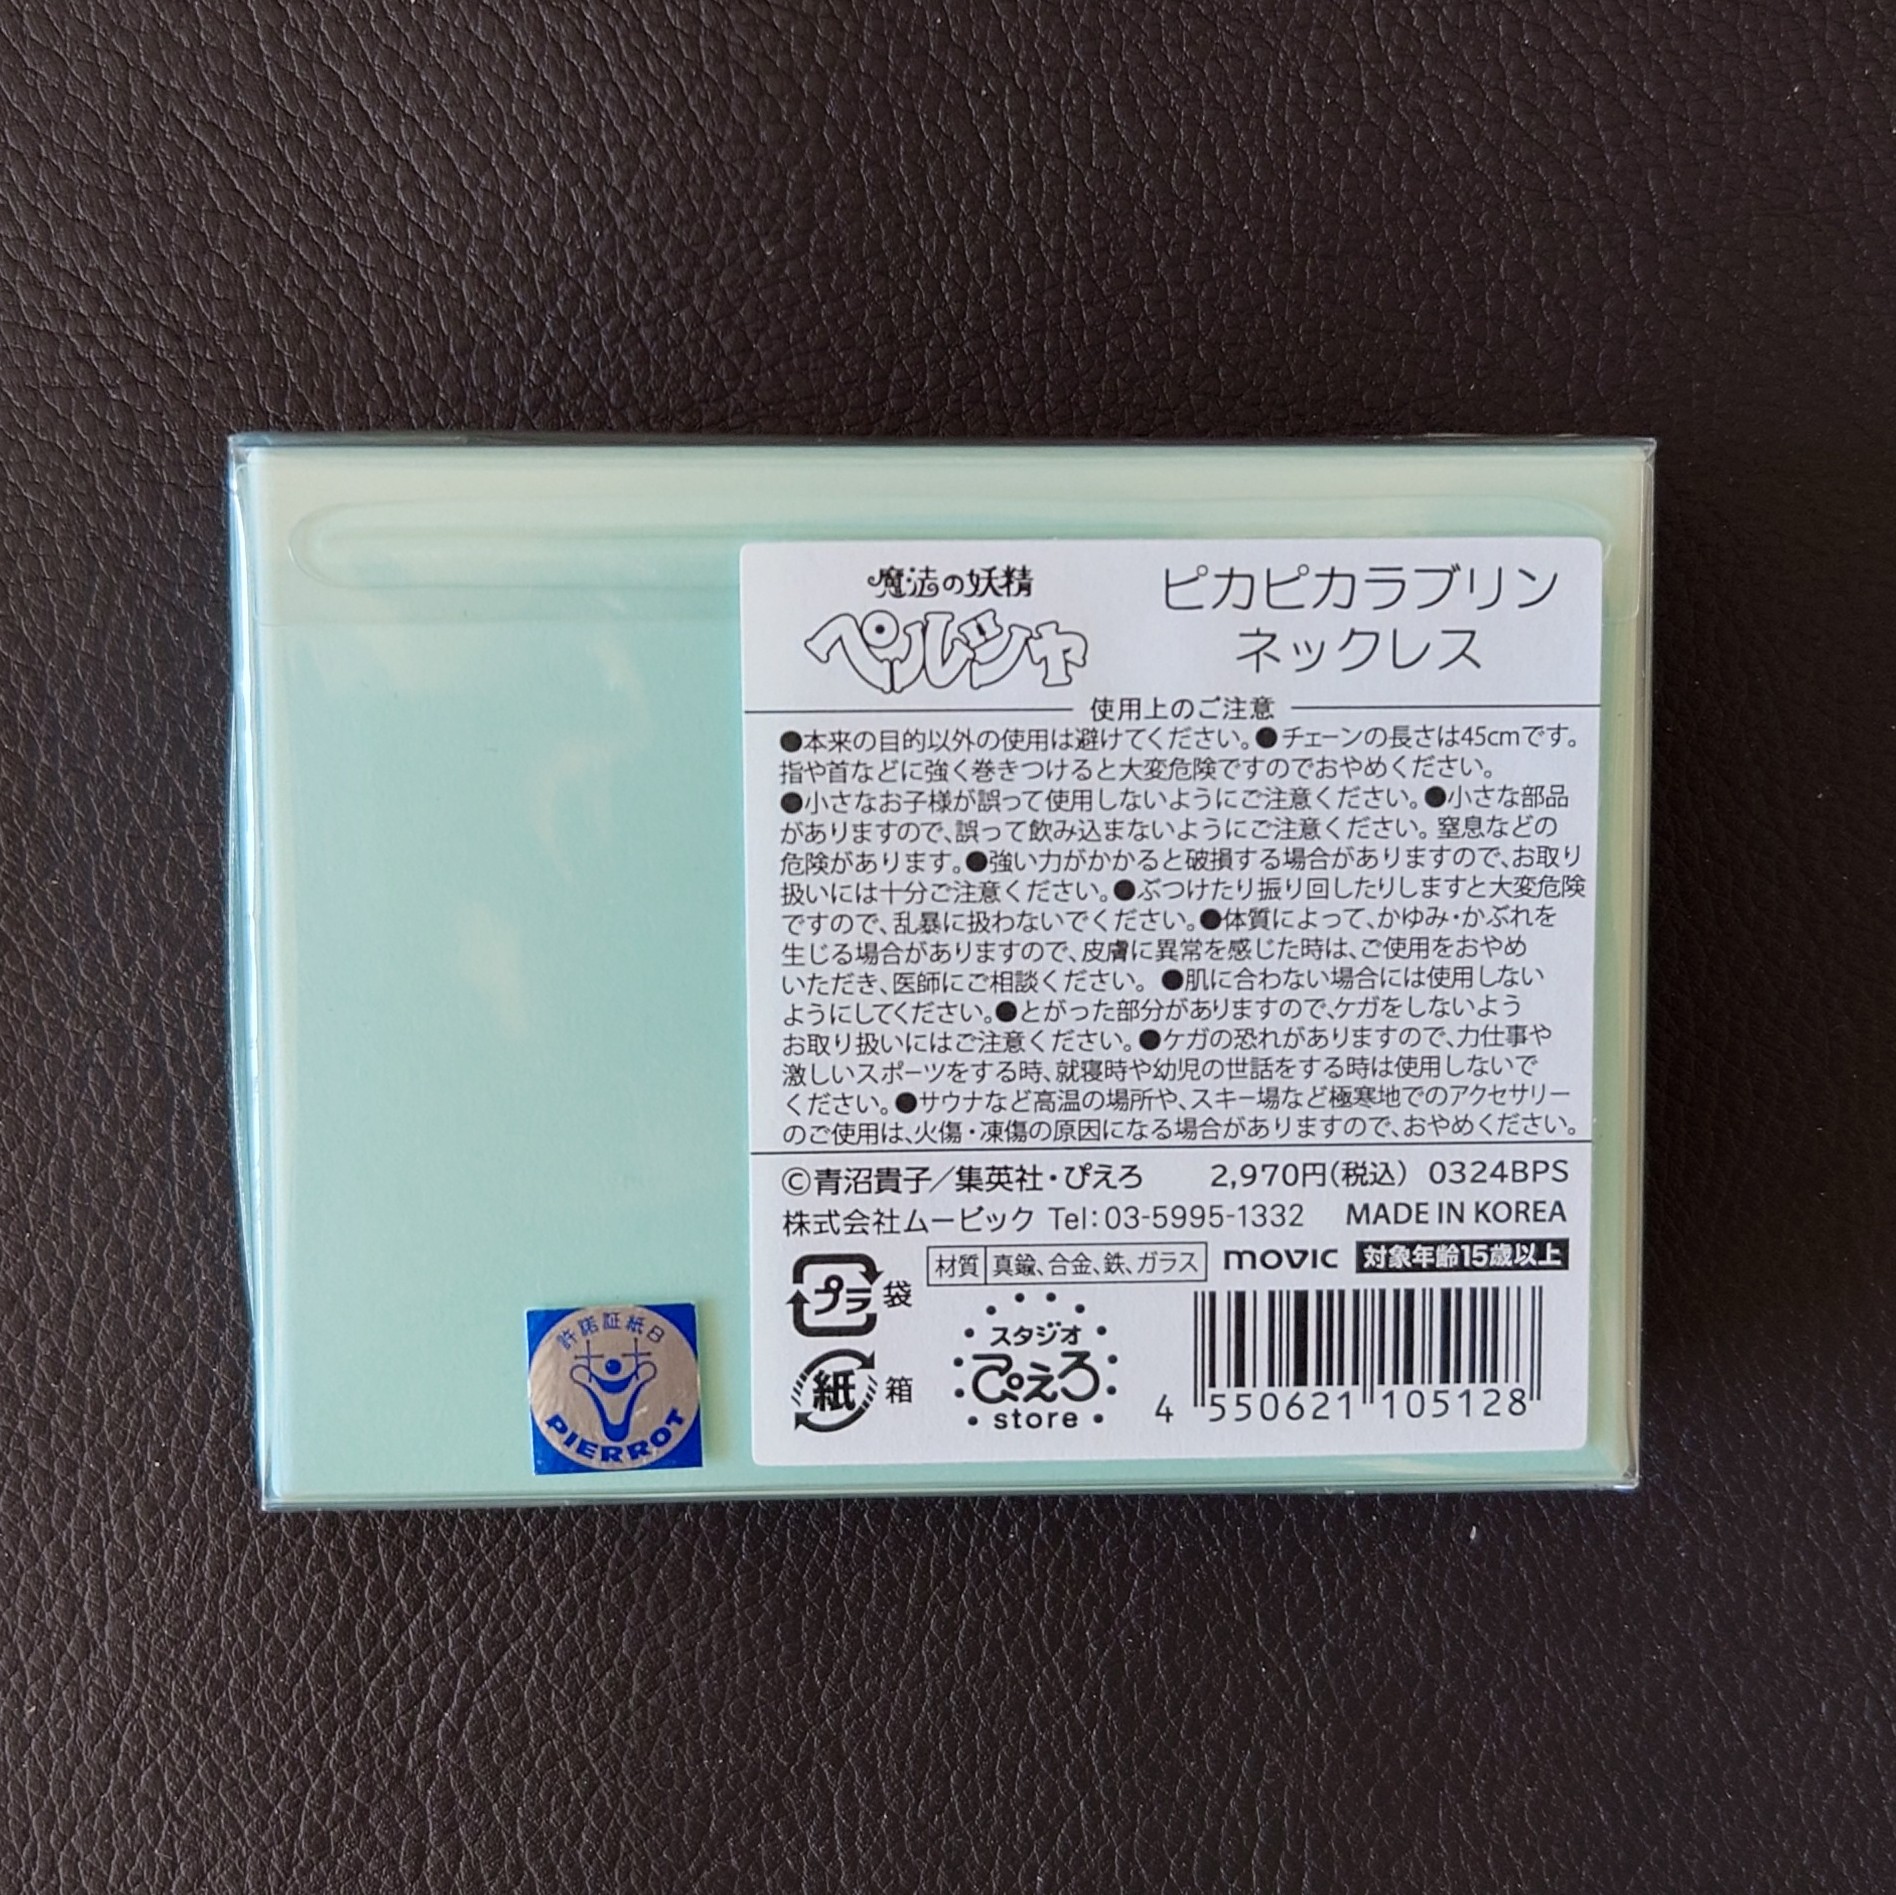 魔法の妖精
ペルシャ
ピカピカラブリン
ネックレス
使用上のご注意
●本来の目的以外の使用は避けてください。●チェーンの長さは45cmです。
指や首などに強く巻きつけると大変危険ですのでおやめください。
●小さなお子様が誤って使用しないようにご注意ください。●小さな部品
がありますので、誤って飲み込まないようにご注意ください。窒息などの
危険があります。●強い力がかかると破損する場合がありますので、お取り
扱いには十分ご注意ください。●ぶつけたり振り回したりしますと大変危険
ですので、乱暴に扱わないでください。●体質によって、かゆみ・かぶれを
生じる場合がありますので、皮膚に異常を感じた時は、ご使用をおやめ
いただき、医師にご相談ください。●肌に合わない場合には使用しない
ようにしてください。●とがった部分がありますので、ケガをしないよう
お取り扱いにはご注意ください。●ケガの恐れがありますので、力仕事や
激しいスポーツをする時、就寝時や幼児の世話をする時は使用しないで
ください。●サウナなど高温の場所や、スキー場など極寒地でのアクセサリー
のご使用は、火傷・凍傷の原因になる場合がありますので、おやめください。
©青沼貴子/集英社・ぴえろ 2,970円(税込) 0324BPS
株式会社ムービック Tel:03-5995-1332 MADE IN KOREA
プラ 袋
材質 真鍮、合金、鉄、ガラス
movic 対象年齢15歳以上
紙 箱
スタジオ
ぴえろ
store
4 550621 105128
許諾証紙B
PIERROT